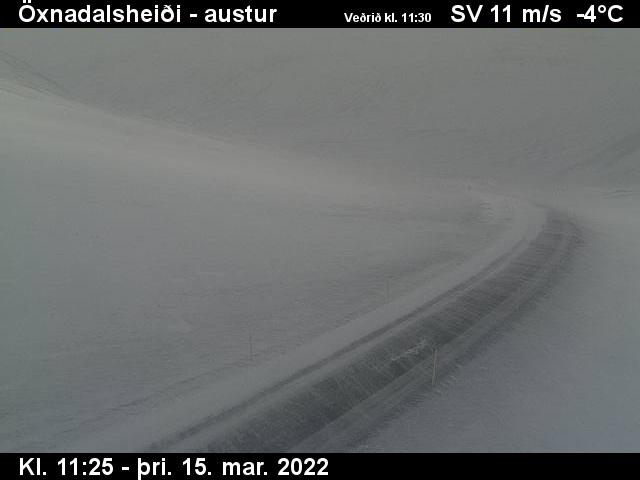 Öxnadalsheiði - austur Veðrið kl. 11:30 SV 11 m/s -4°C
Kl. 11:25 - þri. 15. mar. 2022